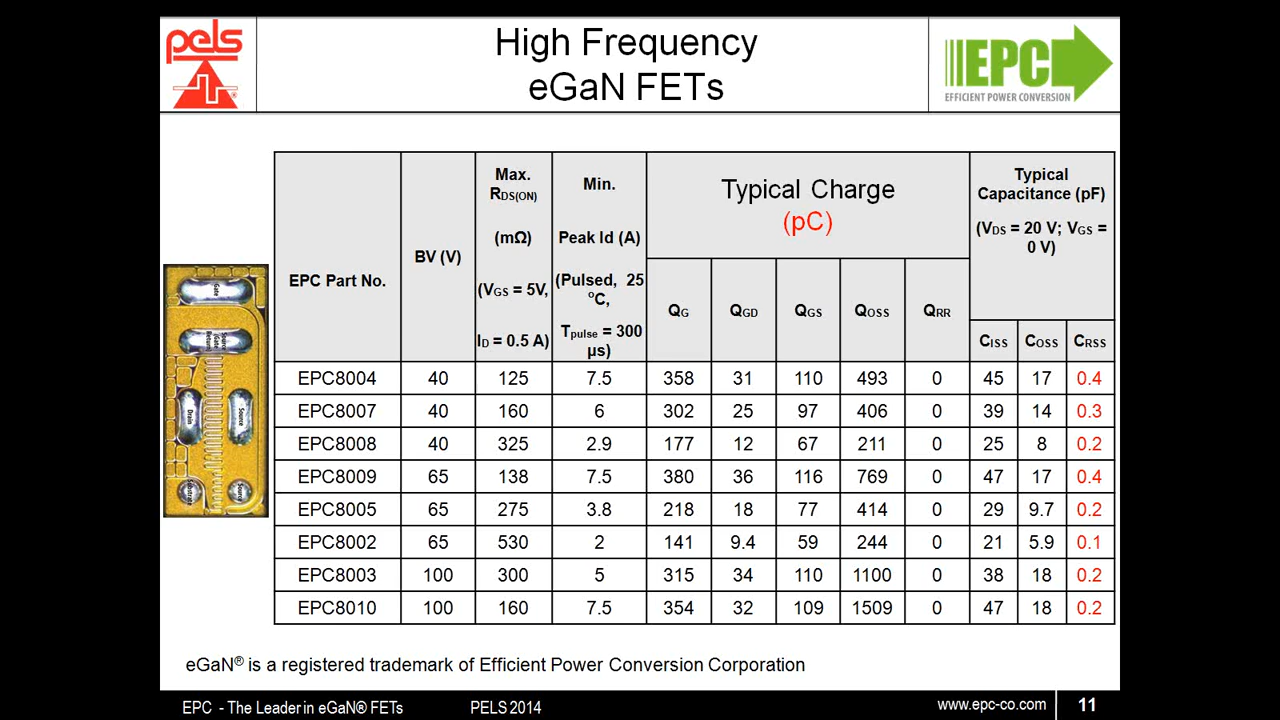 pels
High Frequency
eGaN FETs
EPC
EFFICIENT POWER CONVERSION
EPC Part No.
BV (V)
Max.
RDS(ON)
(mΩ)
(VGS = 5V,
ID = 0.5 A)
Min.
Peak Id (A)
(Pulsed, 25
oC,
Tpulse = 300
µs)
Typical Charge
(pC)
Typical
Capacitance (pF)
(VDS = 20 V; VGS =
0 V)
QG QGD QGS QOSS QRR
CISS COSS CRSS
EPC8004 40 125 7.5 358 31 110 493 0 45 17 0.4
EPC8007 40 160 6 302 25 97 406 0 39 14 0.3
EPC8008 40 325 2.9 177 12 67 211 0 25 8 0.2
EPC8009 65 138 7.5 380 36 116 769 0 47 17 0.4
EPC8005 65 275 3.8 218 18 77 414 0 29 9.7 0.2
EPC8002 65 530 2 141 9.4 59 244 0 21 5.9 0.1
EPC8003 100 300 5 315 34 110 1100 0 38 18 0.2
EPC8010 100 160 7.5 354 32 109 1509 0 47 18 0.2
Gate
Source
Gate
Return
Drain
Source
Substrate
Source
eGaN® is a registered trademark of Efficient Power Conversion Corporation
EPC - The Leader in eGaN® FETs
PELS 2014
www.epc-co.com
11